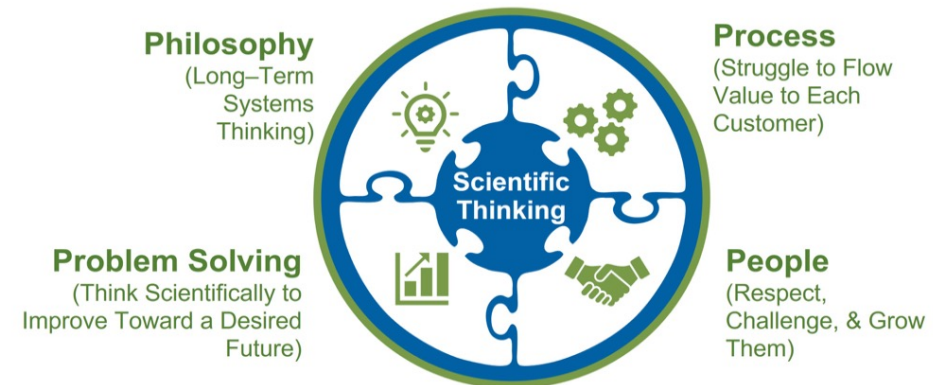 Philosophy
(Long–Term
Systems
Thinking)
Process
(Struggle to Flow
Value to Each
Customer)
Scientific
Thinking
Problem Solving
(Think Scientifically to
Improve Toward a Desired
Future)
People
(Respect,
Challenge, & Grow
Them)